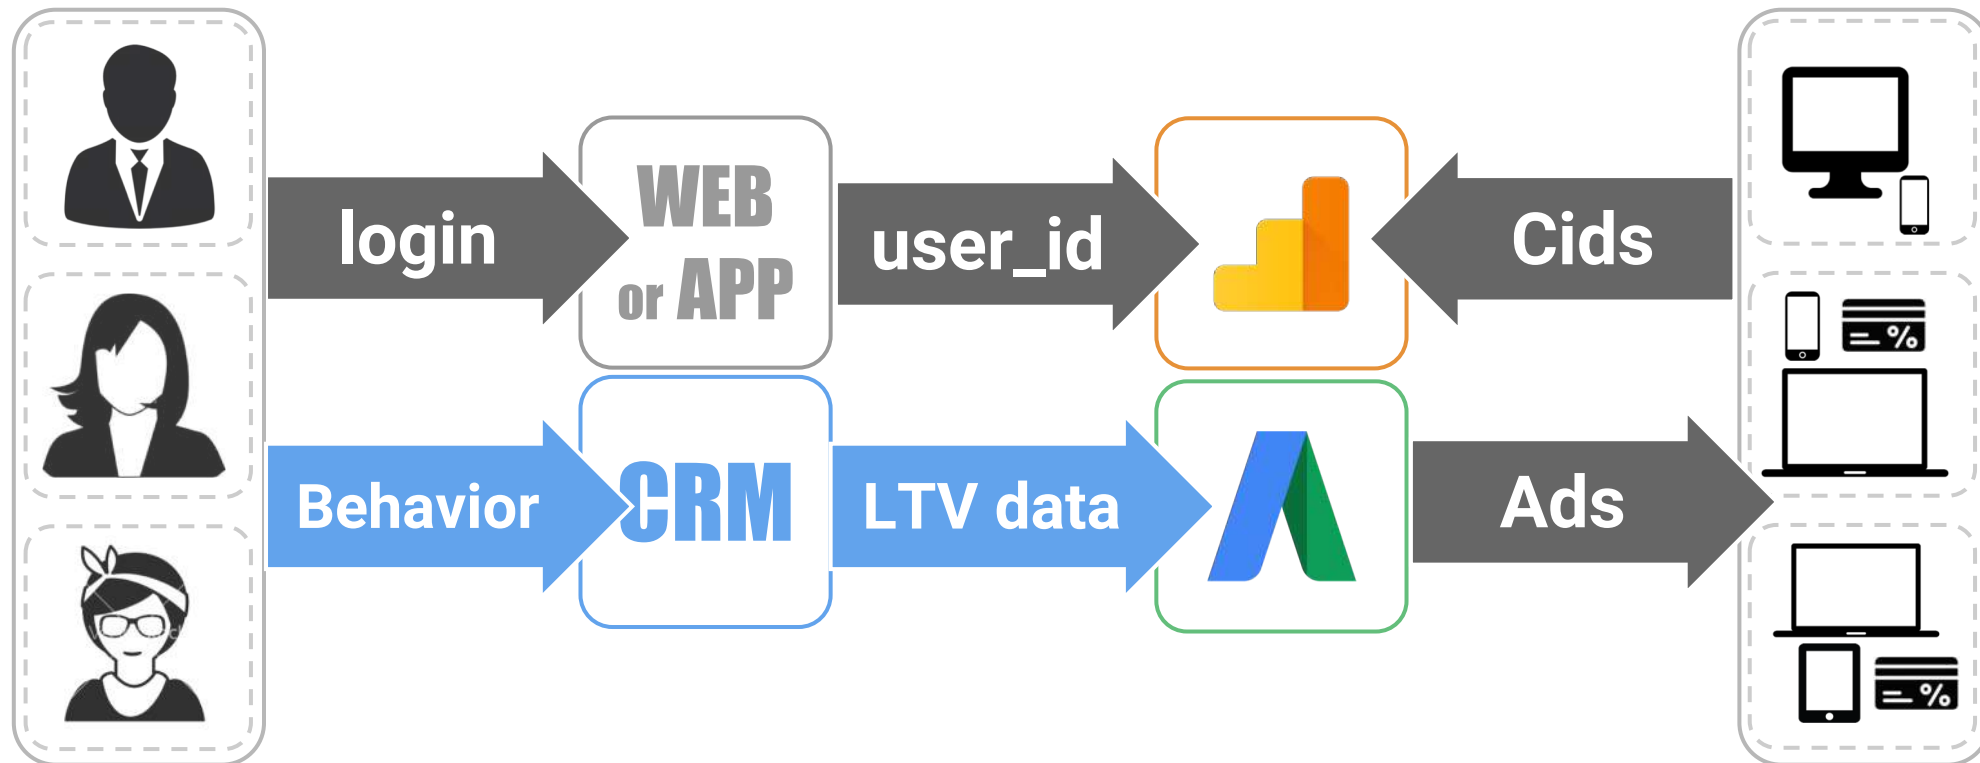 login
WEB
or APP
user_id
Cids
Behavior
CRM
LTV data
Ads
%
%